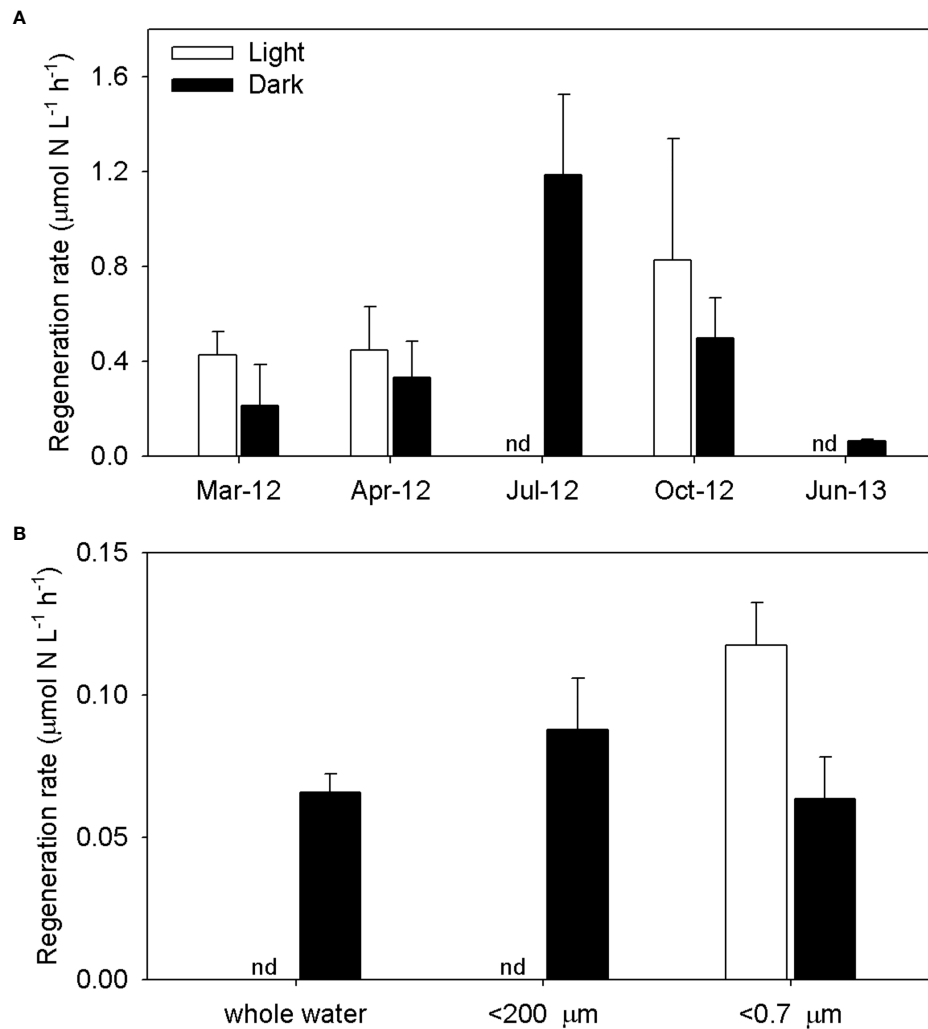 A
Light
Dark
Regeneration rate (μmol N L⁻¹ h⁻¹)
1.6
1.2
0.8
0.4
0.0
nd
nd
Mar-12
Apr-12
Jul-12
Oct-12
Jun-13
B
Regeneration rate (μmol N L⁻¹ h⁻¹)
0.15
0.10
0.05
0.00
nd
nd
whole water
<200 μm
<0.7 μm